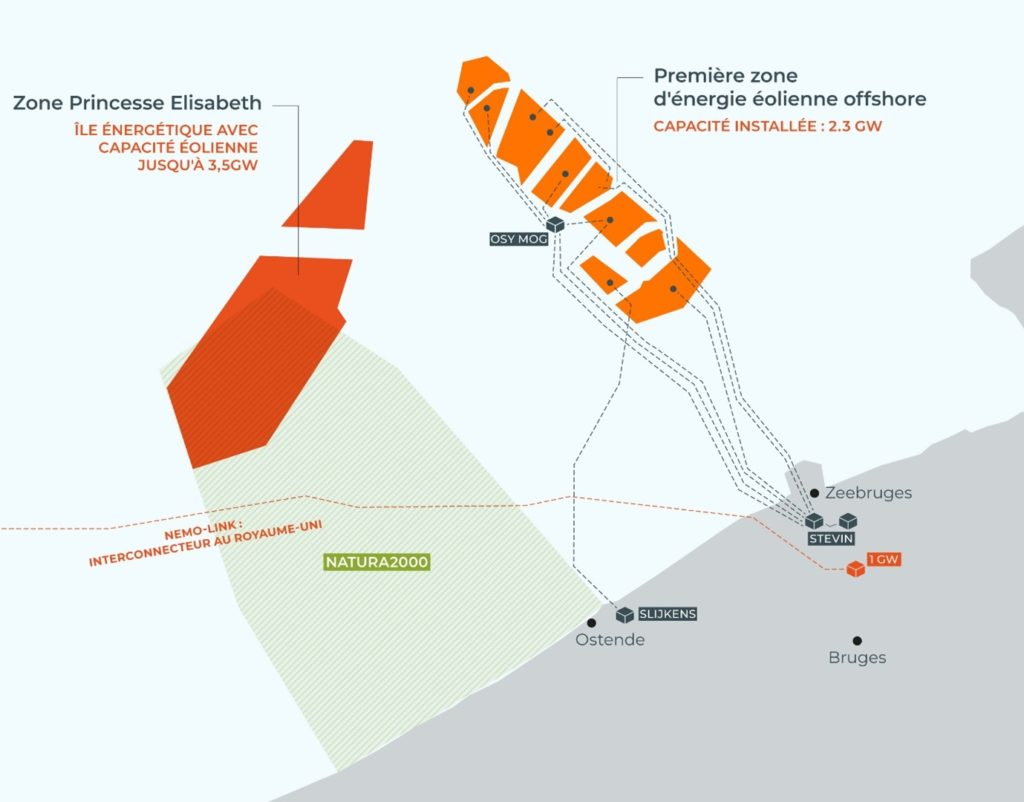 Zone Princesse Elisabeth
ÎLE ÉNERGÉTIQUE AVEC
CAPACITÉ ÉOLIENNE
JUSQU'À 3,5GW
Première zone
d'énergie éolienne offshore
CAPACITÉ INSTALLÉE : 2.3 GW
OSY MOG
Zeebruges
STEVIN
1 GW
NEMO-LINK :
INTERCONNECTEUR AU ROYAUME-UNI
NATURA2000
SLIJKENS
Ostende
Bruges